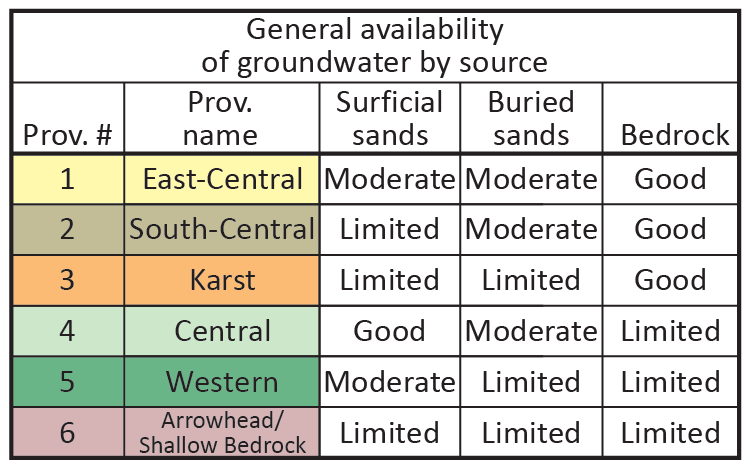 General availability
of groundwater by source
Prov. # Prov. name Surficial sands Buried sands Bedrock
1 East-Central Moderate Moderate Good
2 South-Central Limited Moderate Good
3 Karst Limited Limited Good
4 Central Good Moderate Limited
5 Western Moderate Limited Limited
6 Arrowhead/ Shallow Bedrock Limited Limited Limited